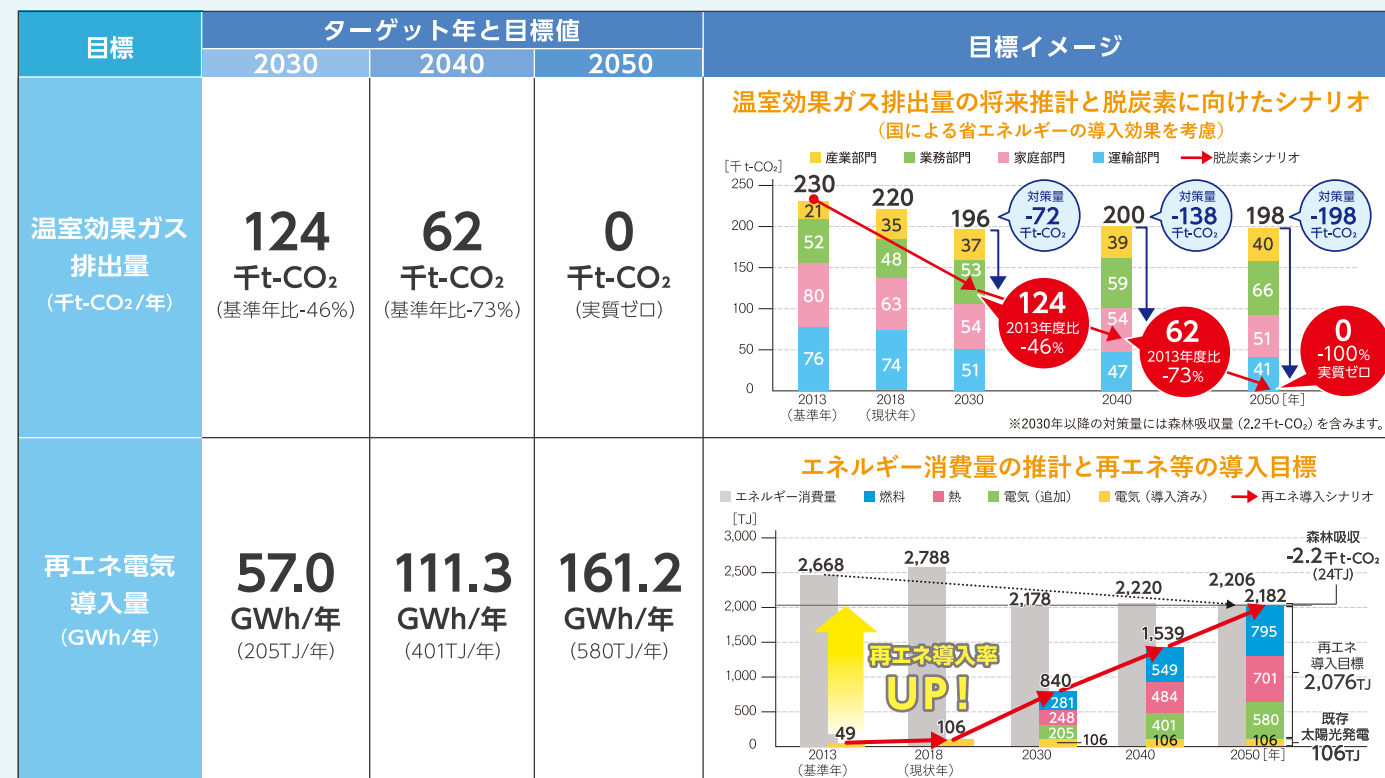 目標
ターゲット年と目標値
2030 2040 2050
目標イメージ
温室効果ガス
排出量
(千t-CO₂/年)
124
千t-CO₂
(基準年比-46%)
62
千t-CO₂
(基準年比-73%)
0
千t-CO₂
(実質ゼロ)
温室効果ガス排出量の将来推計と脱炭素に向けたシナリオ
(国による省エネルギーの導入効果を考慮)
産業部門 業務部門 家庭部門 運輸部門 脱炭素シナリオ
[千t-CO₂]
250
200
150
100
50
0
230
21
52
80
76
220
35
48
63
74
196
37
53
54
51
対策量
-72
千t-CO₂
124
2013年度比
-46%
200
39
59
54
47
対策量
-138
千t-CO₂
62
2013年度比
-73%
198
40
66
51
41
対策量
-198
千t-CO₂
0
-100%
実質ゼロ
2013 2018 2030 2040 2050 [年]
(基準年) (現状年)
※2030年以降の対策量には森林吸収量(2.2千t-CO₂)を含みます。
再エネ電気
導入量
(GWh/年)
57.0
GWh/年
(205TJ/年)
111.3
GWh/年
(401TJ/年)
161.2
GWh/年
(580TJ/年)
エネルギー消費量の推計と再エネ等の導入目標
エネルギー消費量 燃料 熱 電気(追加) 電気(導入済み) 再エネ導入シナリオ
[TJ]
3,000
2,500
2,000
1,500
1,000
500
0
2,668
49
2,788
106
再エネ導入率
UP!
2,178
840
281
248
205
106
2,220
1,539
549
484
401
106
2,206
2,182
795
701
580
106
森林吸収
-2.2千t-CO₂
(24TJ)
再エネ
導入目標
2,076TJ
既存
太陽光発電
106TJ
2013 2018 2030 2040 2050 [年]
(基準年) (現状年)